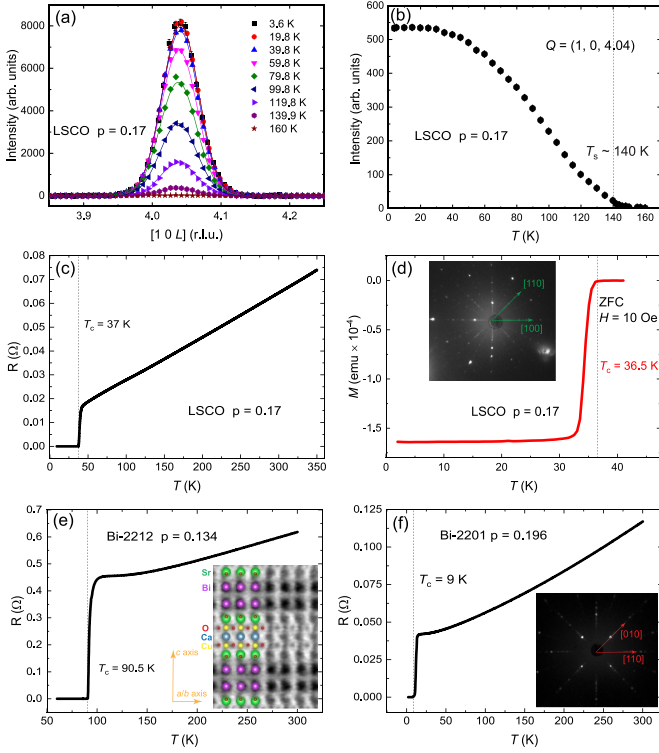 (a)
8000
6000
4000
2000
0
Intensity (arb. units)
3.6 K
19.8 K
39.8 K
59.8 K
79.8 K
99.8 K
119.8 K
139.9 K
160 K
LSCO p = 0.17
3.9 4.0 4.1 4.2
[1 0 L] (r.l.u.)
(b)
600
500
400
300
200
100
0
Intensity (arb. units)
Q = (1, 0, 4.04)
LSCO p = 0.17
Ts ~ 140 K
0 20 40 60 80 100 120 140 160
T (K)
(c)
0.08
0.07
0.06
0.05
0.04
0.03
0.02
0.01
0.00
R (Ω)
Tc = 37 K
LSCO p = 0.17
0 50 100 150 200 250 300 350
T (K)
(d)
0.0
-0.5
-1.0
-1.5
M (emu × 10⁻⁴)
[110]
[100]
ZFC
H = 10 Oe
Tc = 36.5 K
LSCO p = 0.17
0 10 20 30 40
T (K)
(e)
0.7
0.6
0.5
0.4
0.3
0.2
0.1
0.0
R (Ω)
Bi-2212 p = 0.134
Sr
Bi
O
Ca
Cu
c axis
a/b axis
Tc = 90.5 K
50 100 150 200 250 300
T (K)
(f)
0.125
0.100
0.075
0.050
0.025
0.000
R (Ω)
Bi-2201 p = 0.196
Tc = 9 K
[010]
[110]
0 50 100 150 200 250 300
T (K)